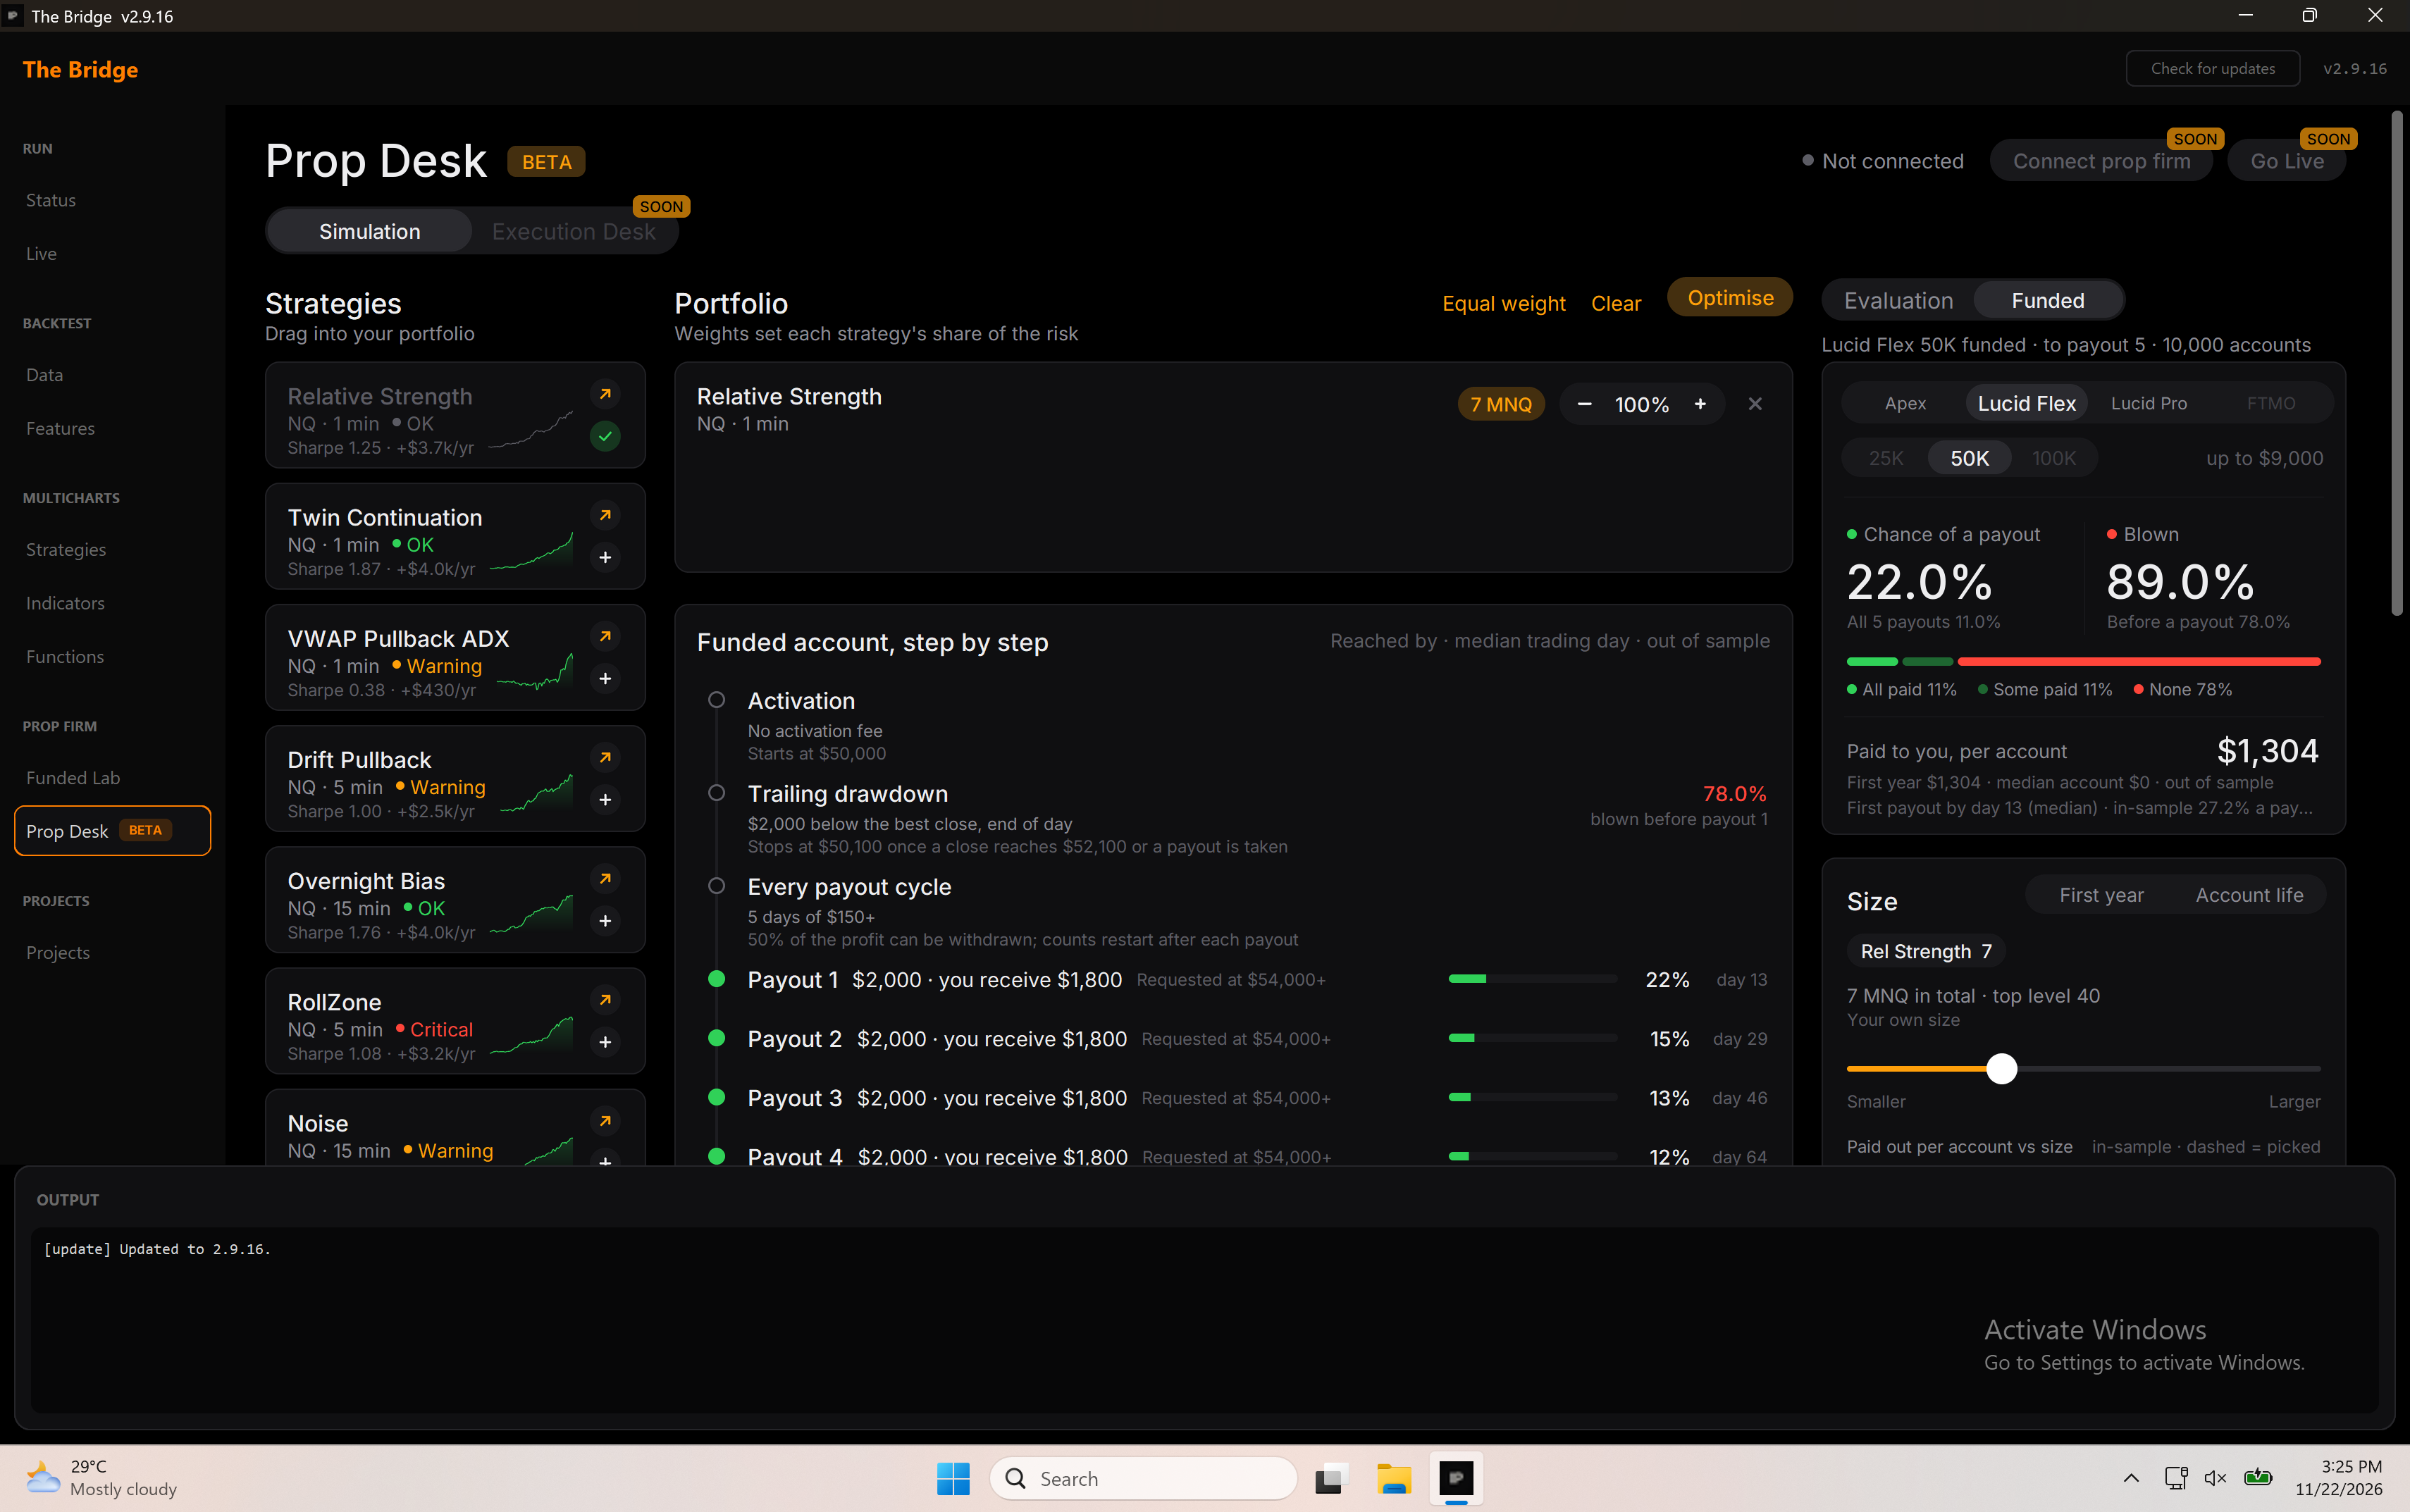 The Bridge v2.9.16
The Bridge
Check for updates
v2.9.16
RUN
Status
Live
BACKTEST
Data
Features
MULTICHARTS
Strategies
Indicators
Functions
PROP FIRM
Funded Lab
Prop Desk BETA
PROJECTS
Projects
Prop Desk BETA
Not connected
Connect prop firm SOON
Go Live SOON
Simulation
Execution Desk SOON
Strategies
Drag into your portfolio
Relative Strength
NQ · 1 min OK
Sharpe 1.25 · +$3.7k/yr
Twin Continuation
NQ · 1 min OK
Sharpe 1.87 · +$4.0k/yr
VWAP Pullback ADX
NQ · 1 min Warning
Sharpe 0.38 · +$430/yr
Drift Pullback
NQ · 5 min Warning
Sharpe 1.00 · +$2.5k/yr
Overnight Bias
NQ · 15 min OK
Sharpe 1.76 · +$4.0k/yr
RollZone
NQ · 5 min Critical
Sharpe 1.08 · +$3.2k/yr
Noise
NQ · 15 min Warning
Portfolio
Weights set each strategy's share of the risk
Equal weight Clear Optimise
Relative Strength
NQ · 1 min
7 MNQ − 100% + ×
Funded account, step by step
Reached by · median trading day · out of sample
Activation
No activation fee
Starts at $50,000
Trailing drawdown 78.0%
$2,000 below the best close, end of day blown before payout 1
Stops at $50,100 once a close reaches $52,100 or a payout is taken
Every payout cycle
5 days of $150+
50% of the profit can be withdrawn; counts restart after each payout
Payout 1 $2,000 · you receive $1,800 Requested at $54,000+ 22% day 13
Payout 2 $2,000 · you receive $1,800 Requested at $54,000+ 15% day 29
Payout 3 $2,000 · you receive $1,800 Requested at $54,000+ 13% day 46
Payout 4 $2,000 · you receive $1,800 Requested at $54,000+ 12% day 64
Evaluation Funded
Lucid Flex 50K funded · to payout 5 · 10,000 accounts
Apex Lucid Flex Lucid Pro FTMO
25K 50K 100K up to $9,000
Chance of a payout
22.0%
All 5 payouts 11.0%
Blown
89.0%
Before a payout 78.0%
All paid 11% Some paid 11% None 78%
Paid to you, per account $1,304
First year $1,304 · median account $0 · out of sample
First payout by day 13 (median) · in-sample 27.2% a pay...
Size First year Account life
Rel Strength 7
7 MNQ in total · top level 40
Your own size
Smaller Larger
Paid out per account vs size in-sample · dashed = picked
OUTPUT
[update] Updated to 2.9.16.
Activate Windows
Go to Settings to activate Windows.
29°C
Mostly cloudy
Search
3:25 PM
11/22/2026